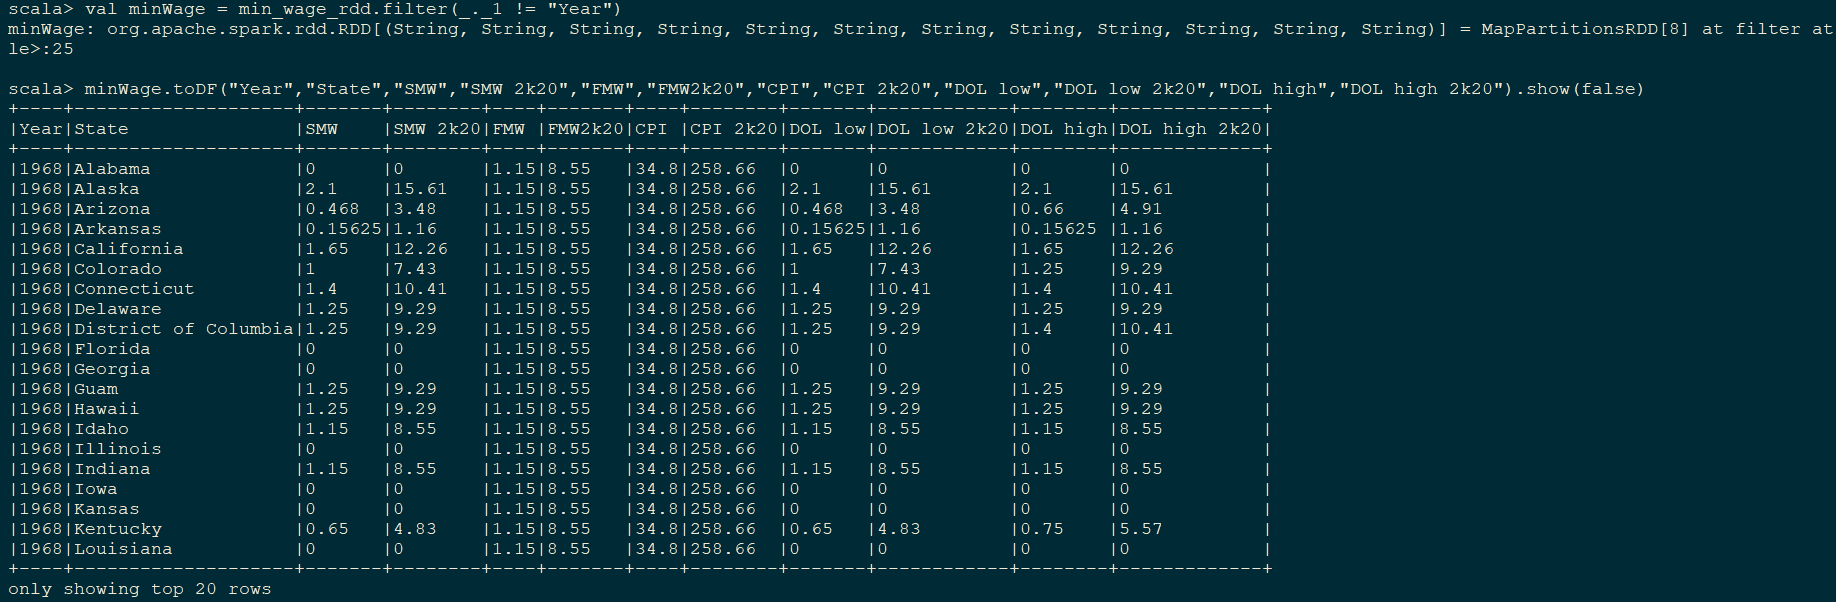 scala> val minWage = min_wage_rdd.filter(_._1 != "Year")
minWage: org.apache.spark.rdd.RDD[(String, String, String, String, String, String, String, String, String, String, String, String, String)] = MapPartitionsRDD[8] at filter at
le>:25
scala> minWage.toDF("Year","State","SMW","SMW 2k20","FMW","FMW2k20","CPI","CPI 2k20","DOL low","DOL low 2k20","DOL high","DOL high 2k20").show(false)
+----+--------------------+-------+--------+----+-------+----+--------+-------+------------+--------+-------------+
|Year|State               |SMW    |SMW 2k20|FMW |FMW2k20|CPI |CPI 2k20|DOL low|DOL low 2k20|DOL high|DOL high 2k20|
+----+--------------------+-------+--------+----+-------+----+--------+-------+------------+--------+-------------+
|1968|Alabama             |0      |0       |1.15|8.55   |34.8|258.66  |0      |0           |0       |0            |
|1968|Alaska              |2.1    |15.61   |1.15|8.55   |34.8|258.66  |2.1    |15.61       |2.1     |15.61        |
|1968|Arizona             |0.468  |3.48    |1.15|8.55   |34.8|258.66  |0.468  |3.48        |0.66    |4.91         |
|1968|Arkansas            |0.15625|1.16    |1.15|8.55   |34.8|258.66  |0.15625|1.16        |0.15625 |1.16         |
|1968|California          |1.65   |12.26   |1.15|8.55   |34.8|258.66  |1.65   |12.26       |1.65    |12.26        |
|1968|Colorado            |1      |7.43    |1.15|8.55   |34.8|258.66  |1      |7.43        |1.25    |9.29         |
|1968|Connecticut         |1.4    |10.41   |1.15|8.55   |34.8|258.66  |1.4    |10.41       |1.4     |10.41        |
|1968|Delaware            |1.25   |9.29    |1.15|8.55   |34.8|258.66  |1.25   |9.29        |1.25    |9.29         |
|1968|District of Columbia|1.25   |9.29    |1.15|8.55   |34.8|258.66  |1.25   |9.29        |1.4     |10.41        |
|1968|Florida             |0      |0       |1.15|8.55   |34.8|258.66  |0      |0           |0       |0            |
|1968|Georgia             |0      |0       |1.15|8.55   |34.8|258.66  |0      |0           |0       |0            |
|1968|Guam                |1.25   |9.29    |1.15|8.55   |34.8|258.66  |1.25   |9.29        |1.25    |9.29         |
|1968|Hawaii              |1.25   |9.29    |1.15|8.55   |34.8|258.66  |1.25   |9.29        |1.25    |9.29         |
|1968|Idaho               |1.15   |8.55    |1.15|8.55   |34.8|258.66  |1.15   |8.55        |1.15    |8.55         |
|1968|Illinois            |0      |0       |1.15|8.55   |34.8|258.66  |0      |0           |0       |0            |
|1968|Indiana             |1.15   |8.55    |1.15|8.55   |34.8|258.66  |1.15   |8.55        |1.15    |8.55         |
|1968|Iowa                |0      |0       |1.15|8.55   |34.8|258.66  |0      |0           |0       |0            |
|1968|Kansas              |0      |0       |1.15|8.55   |34.8|258.66  |0      |0           |0       |0            |
|1968|Kentucky            |0.65   |4.83    |1.15|8.55   |34.8|258.66  |0.65   |4.83        |0.75    |5.57         |
|1968|Louisiana           |0      |0       |1.15|8.55   |34.8|258.66  |0      |0           |0       |0            |
+----+--------------------+-------+--------+----+-------+----+--------+-------+------------+--------+-------------+
only showing top 20 rows